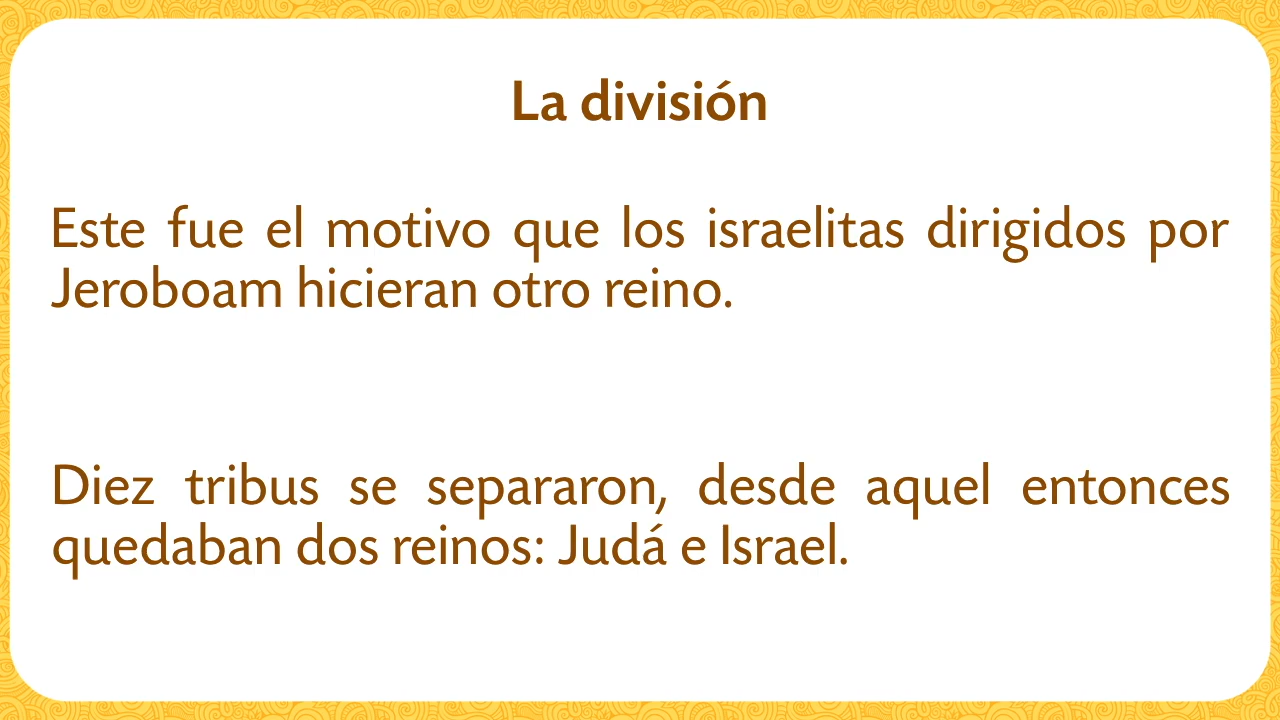 La división
Este fue el motivo que los israelitas dirigidos por
Jeroboam hicieran otro reino.
Diez tribus se separaron, desde aquel entonces
quedaban dos reinos: Judá e Israel.